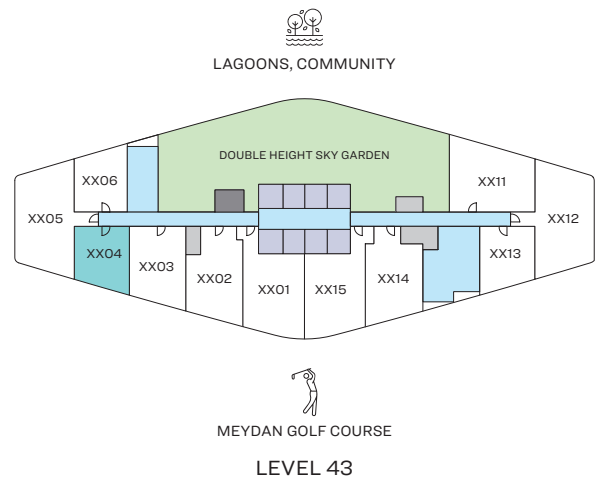 LAGOONS, COMMUNITY
DOUBLE HEIGHT SKY GARDEN
XX06
XX11
XX05
XX12
XX04
XX03
XX02
XX01
XX15
XX14
XX13
MEYDAN GOLF COURSE
LEVEL 43